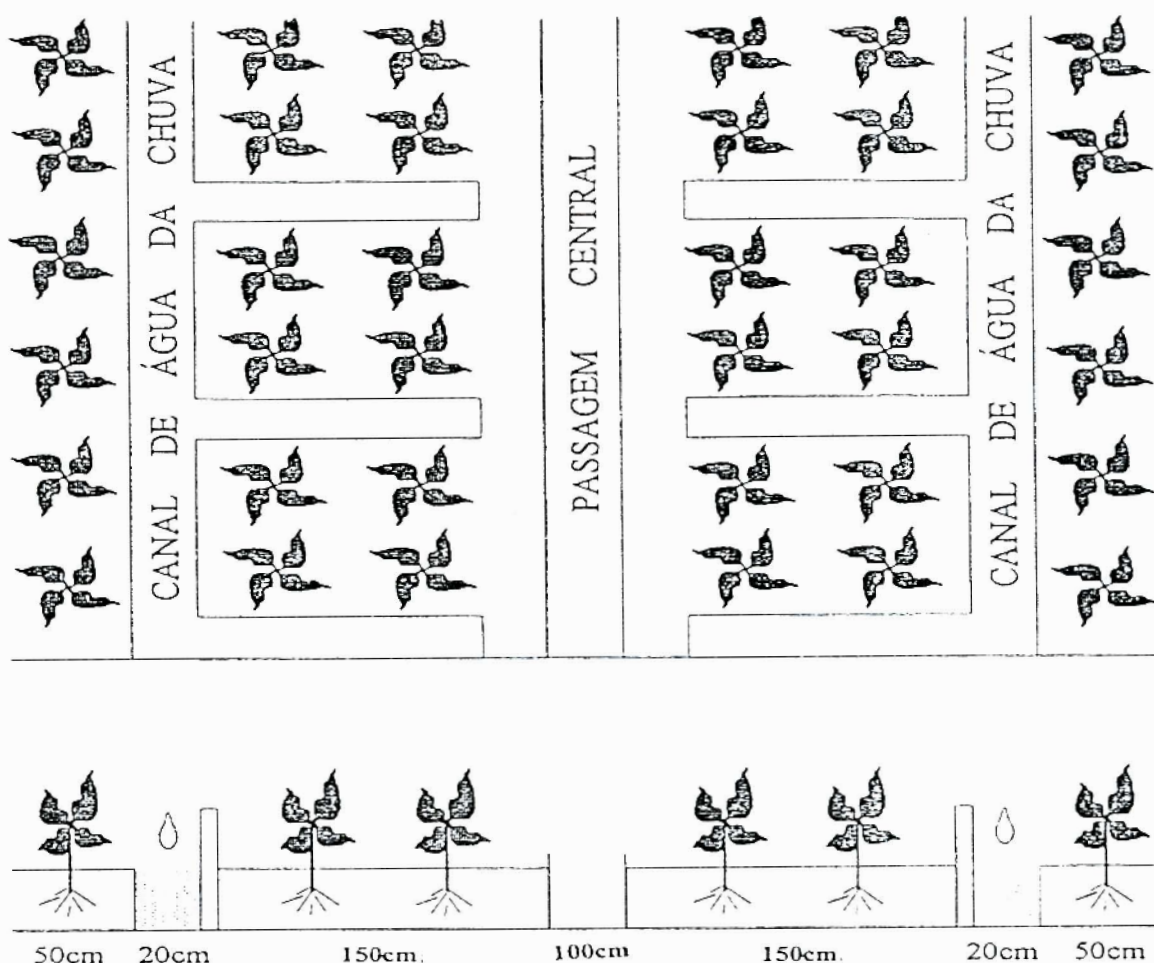 CANAL DE ÁGUA DA CHUVA
PASSAGEM CENTRAL
CANAL DE ÁGUA DA CHUVA
50cm 20cm 150cm. 100cm 150cm. 20cm 50cm